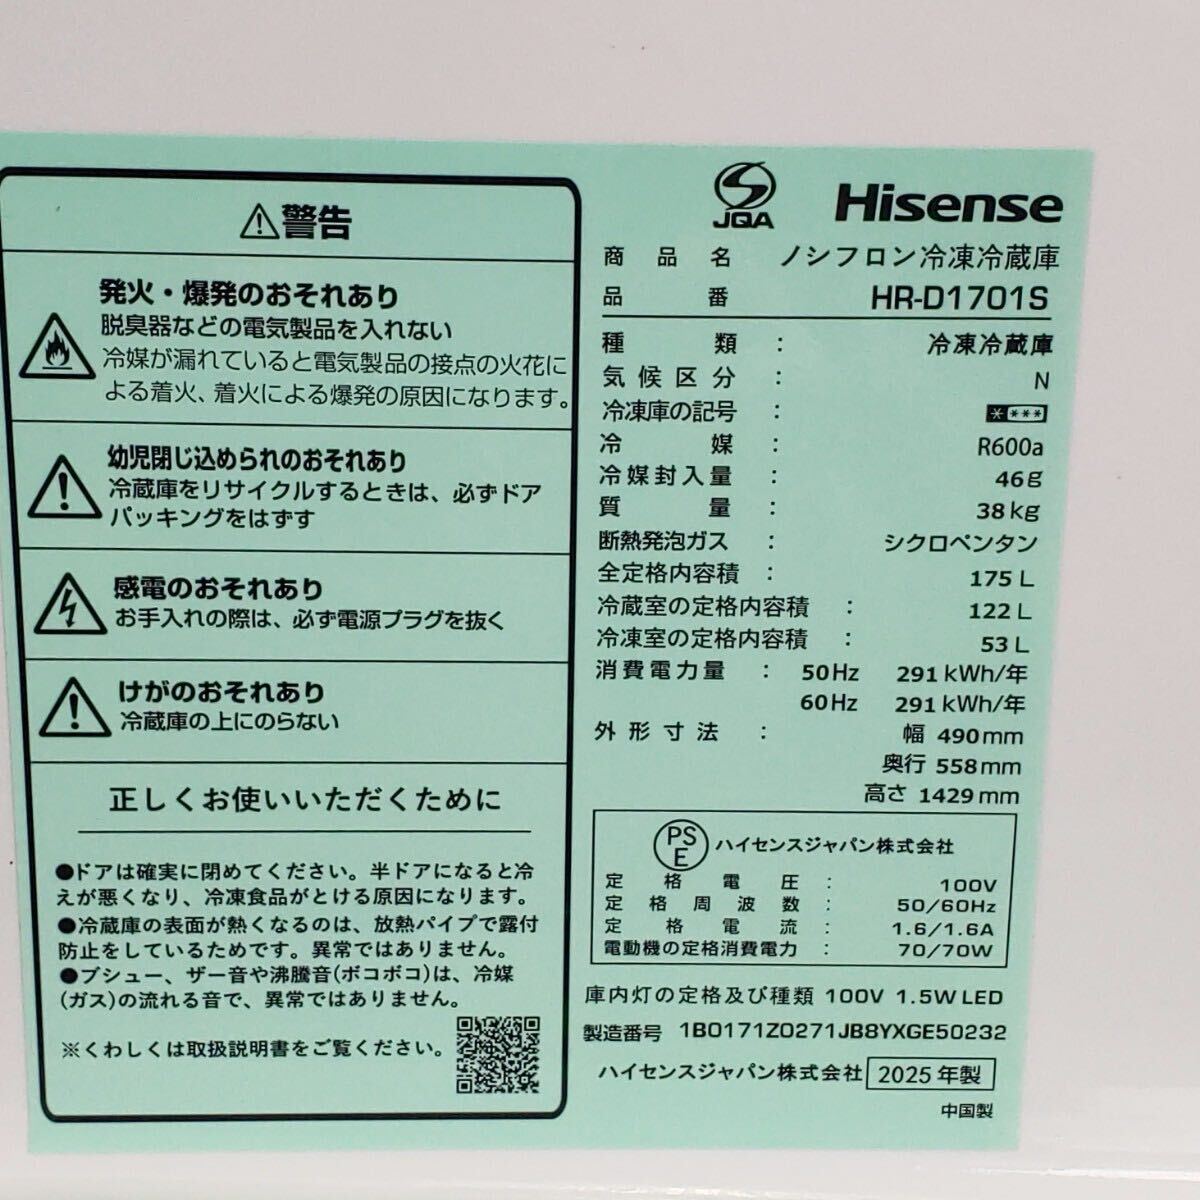 警告
発火・爆発のおそれあり
脱臭器などの電気製品を入れない
冷媒が漏れていると電気製品の接点の火花に
よる着火、着火による爆発の原因になります。
幼児閉じ込められのおそれあり
冷蔵庫をリサイクルするときは、必ずドア
パッキングをはずす
感電のおそれあり
お手入れの際は、必ず電源プラグを抜く
けがのおそれあり
冷蔵庫の上にのらない
正しくお使いいただくために
●ドアは確実に閉めてください。半ドアになると冷
えが悪くなり、冷凍食品がとける原因になります。
●冷蔵庫の表面が熱くなるのは、放熱パイプで露付
防止をしているためです。異常ではありません。
●プシュー、ザー音や沸騰音(ボコボコ)は、冷媒
(ガス)の流れる音で、異常ではありません。
※くわしくは取扱説明書をご覧ください。
JQA
Hisense
商品名 ノンフロン冷凍冷蔵庫
品番 HR-D1701S
種類 : 冷凍冷蔵庫
気候区分 : N
冷凍庫の記号 : ****
冷媒 : R600a
冷媒封入量 : 46g
質量 : 38kg
断熱発泡ガス : シクロペンタン
全定格内容積 : 175 L
冷蔵室の定格内容積 : 122 L
冷凍室の定格内容積 : 53 L
消費電力量 : 50Hz 291 kWh/年
60Hz 291 kWh/年
外形寸法 : 幅 490mm
奥行 558mm
高さ 1429mm
PS
E
ハイセンスジャパン株式会社
定格電圧 : 100V
定格周波数 : 50/60Hz
定格電流 : 1.6/1.6A
電動機の定格消費電力 : 70/70W
庫内灯の定格及び種類 100V 1.5W LED
製造番号 1B0171Z0271JB8YXGE50232
ハイセンスジャパン株式会社 2025年製
中国製